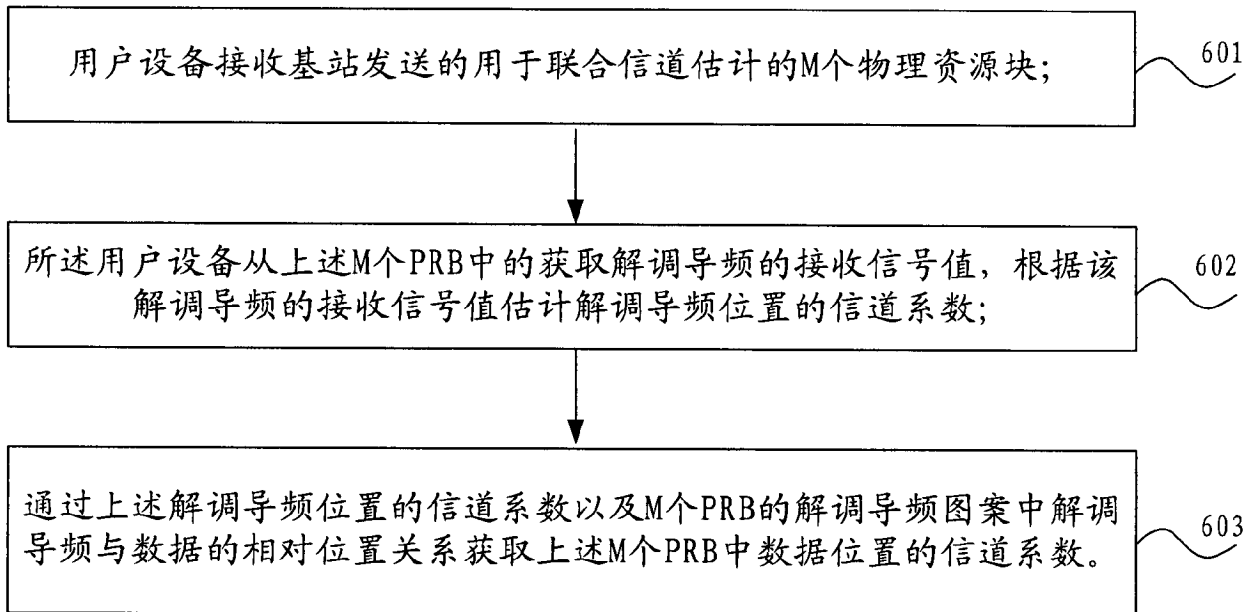 用户设备接收基站发送的用于联合信道估计的M个物理资源块;
601
所述用户设备从上述M个PRB中的获取解调导频的接收信号值,根据该
解调导频的接收信号值估计解调导频位置的信道系数;
602
通过上述解调导频位置的信道系数以及M个PRB的解调导频图案中解调
导频与数据的相对位置关系获取上述M个PRB中数据位置的信道系数。
603